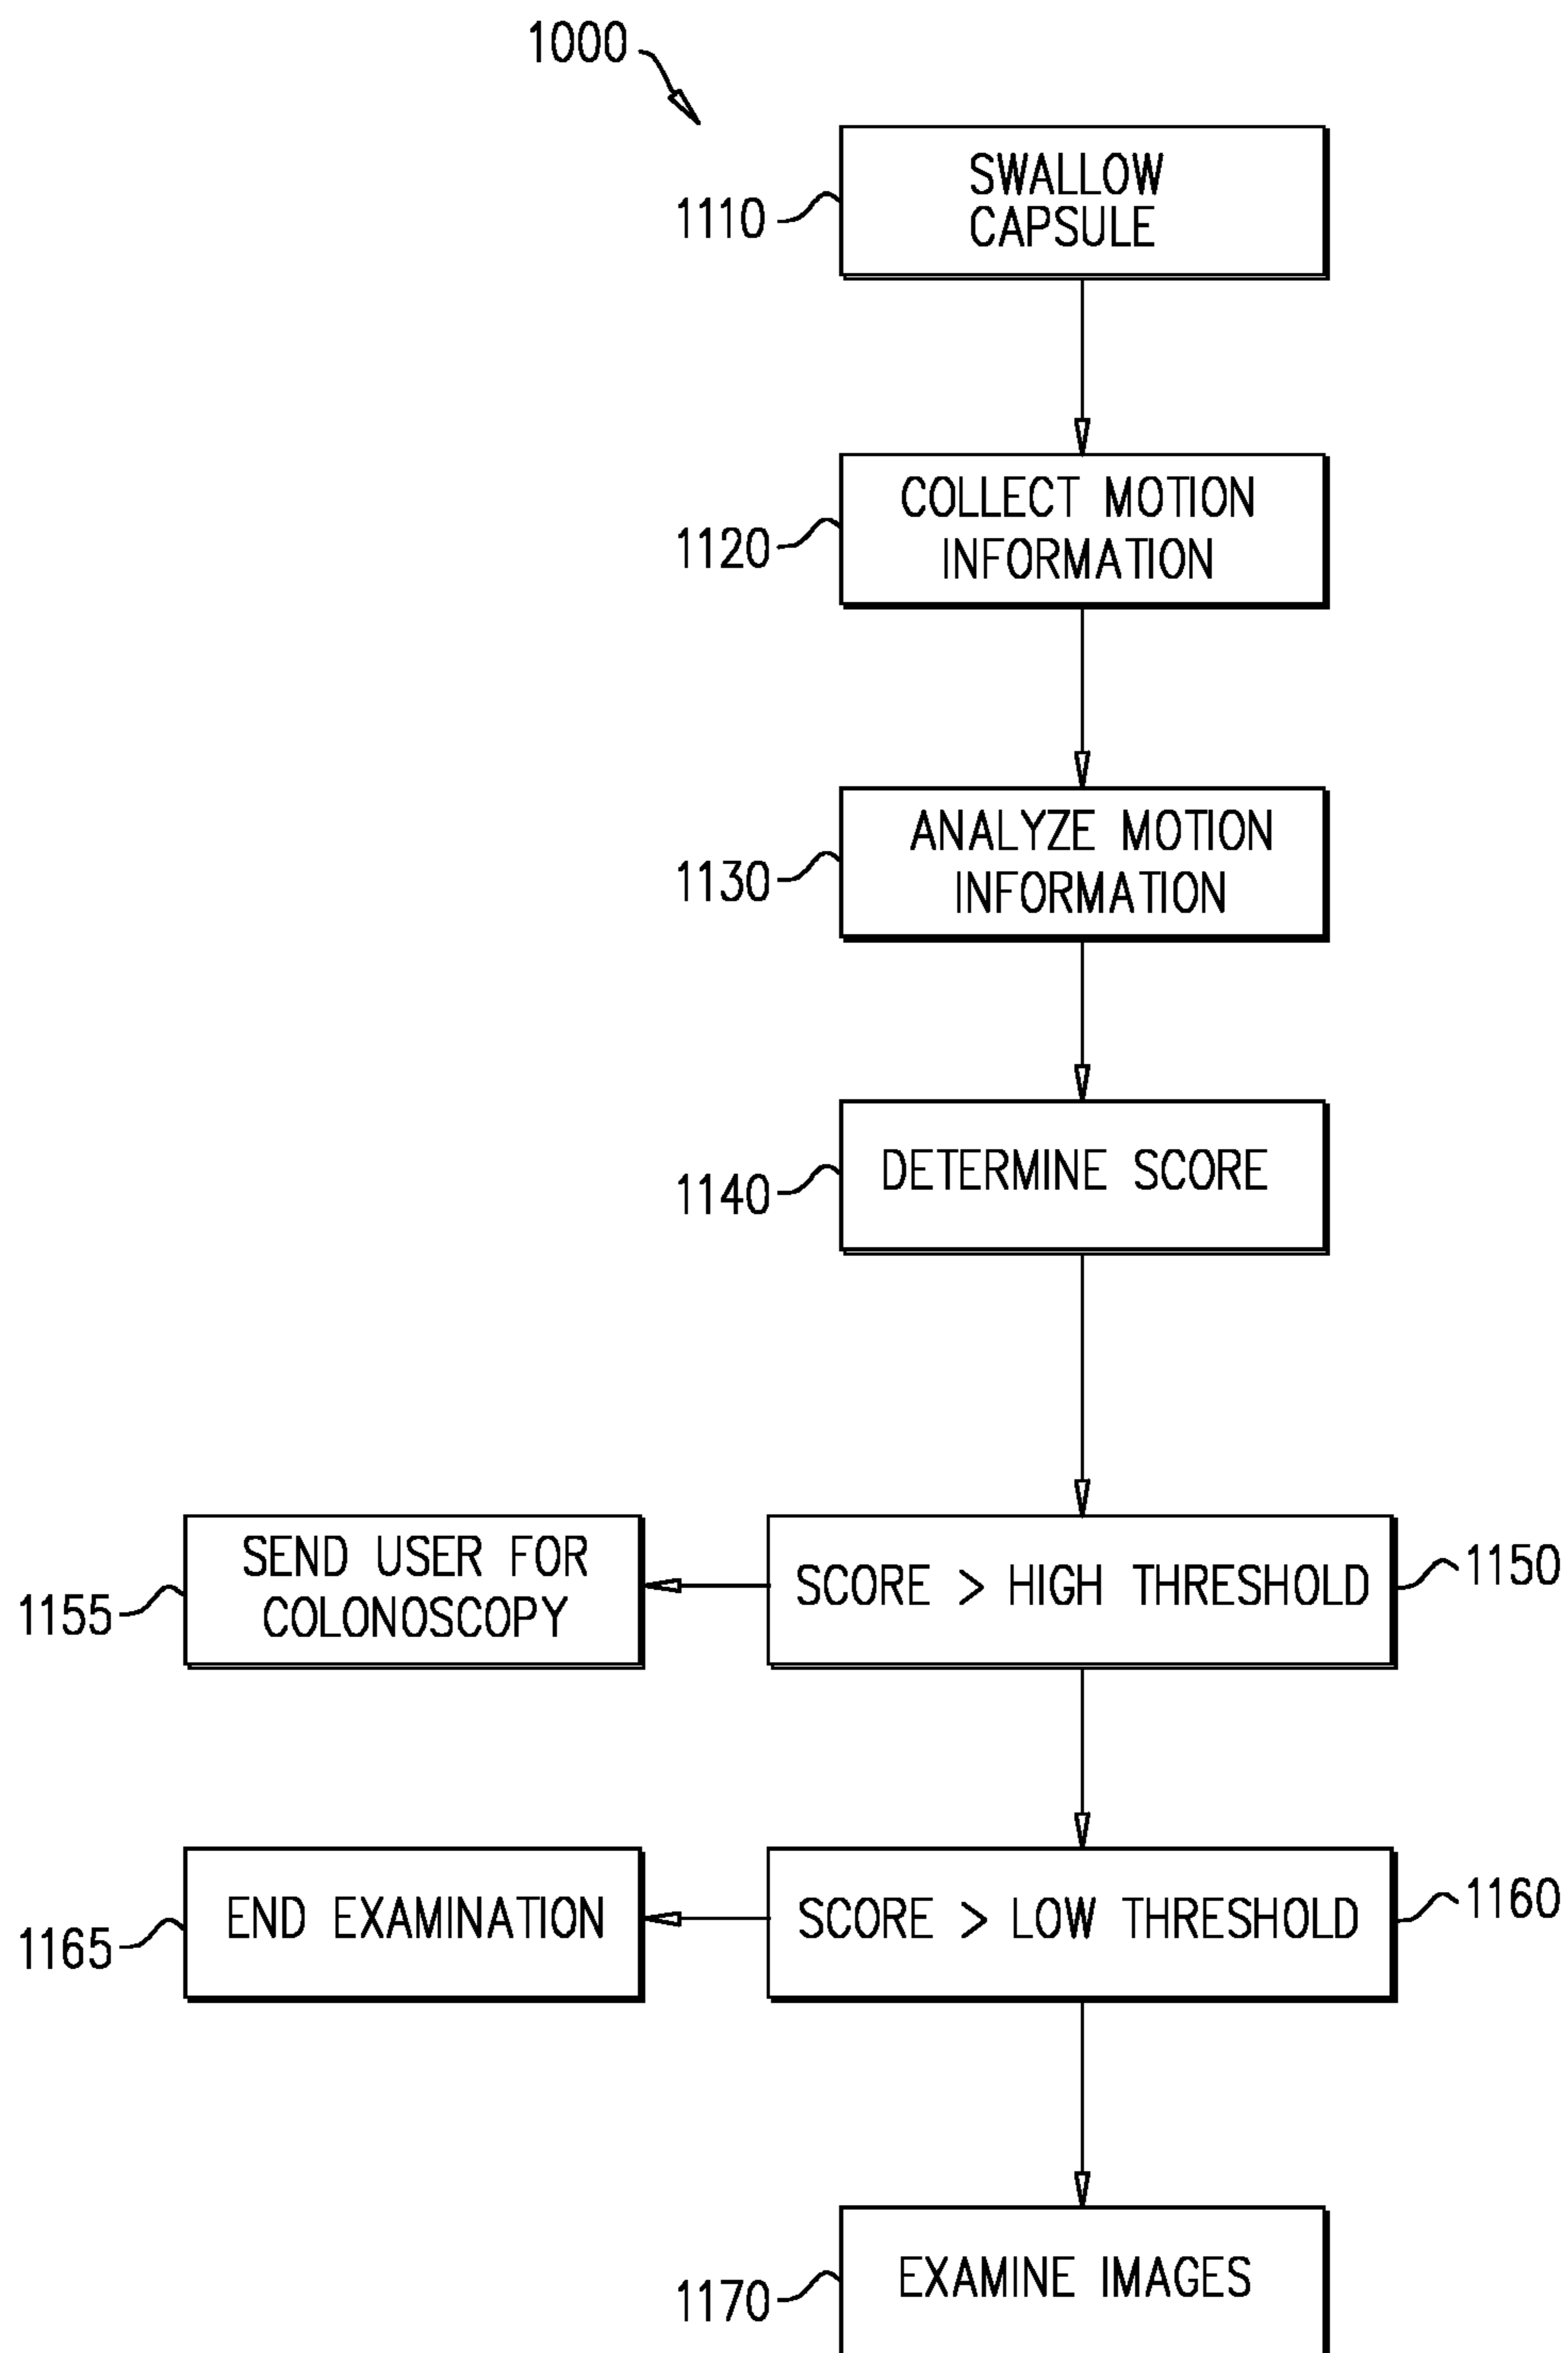 1000
SWALLOW
CAPSULE
1110
COLLECT MOTION
INFORMATION
1120
ANALYZE MOTION
INFORMATION
1130
DETERMINE SCORE
1140
SEND USER FOR
COLONOSCOPY
1155
SCORE > HIGH THRESHOLD
1150
END EXAMINATION
1165
SCORE > LOW THRESHOLD
1160
EXAMINE IMAGES
1170